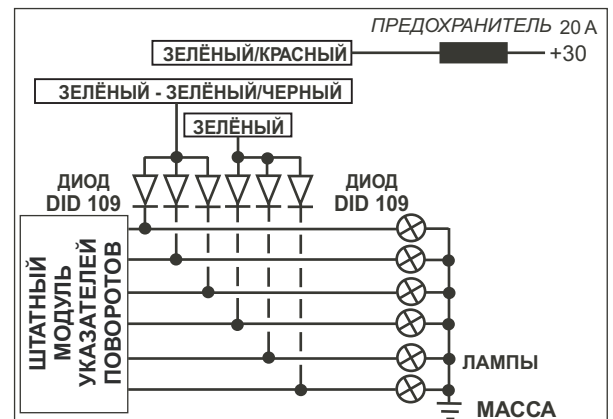 ПРЕДОХРАНИТЕЛЬ 20 А
ЗЕЛЁНЫЙ/КРАСНЫЙ
+30
ЗЕЛЁНЫЙ - ЗЕЛЁНЫЙ/ЧЕРНЫЙ
ЗЕЛЁНЫЙ
ДИОД
DID 109
ДИОД
DID 109
ШТАТНЫЙ
МОДУЛЬ
УКАЗАТЕЛЕЙ
ПОВОРОТОВ
ЛАМПЫ
МАССА